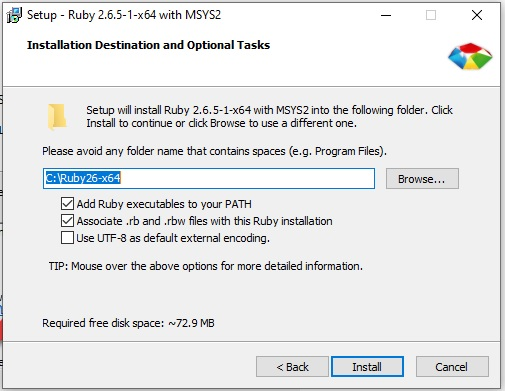 Setup - Ruby 2.6.5-1-x64 with MSYS2
Installation Destination and Optional Tasks
Setup will install Ruby 2.6.5-1-x64 with MSYS2 into the following folder. Click
Install to continue or click Browse to use a different one.
Please avoid any folder name that contains spaces (e.g. Program Files).
C:\Ruby26-x64
Browse...
Add Ruby executables to your PATH
Associate .rb and .rbw files with this Ruby installation
Use UTF-8 as default external encoding.
TIP: Mouse over the above options for more detailed information.
Required free disk space: ~72.9 MB
< Back
Install
Cancel